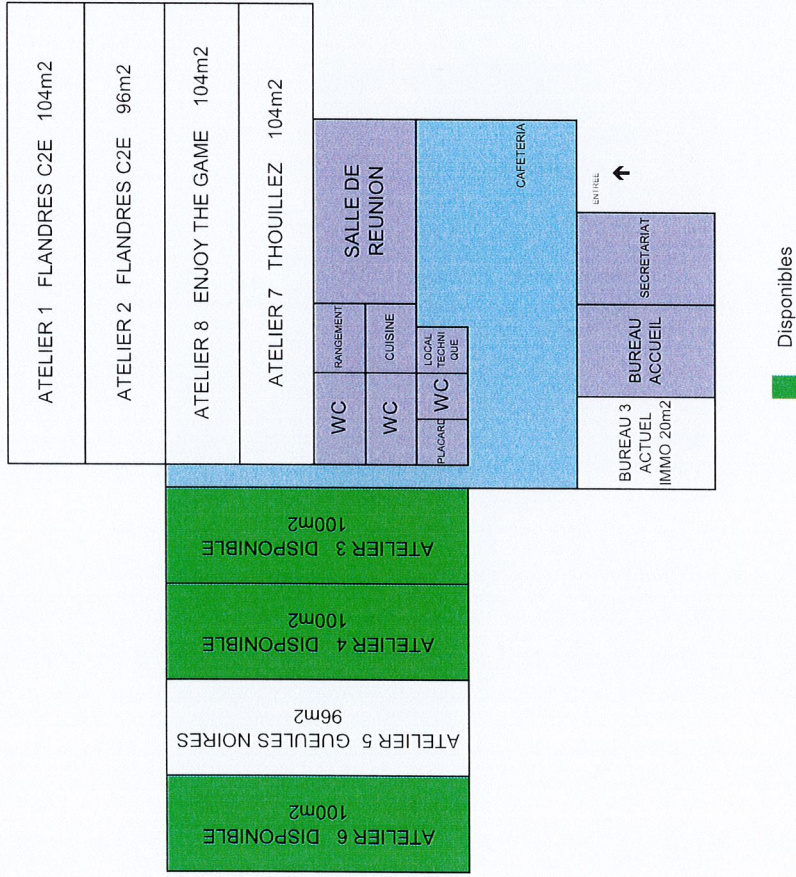 ATELIER 1 FLANDRES C2E 104m2
ATELIER 2 FLANDRES C2E 96m2
ATELIER 8 ENJOY THE GAME 104m2
ATELIER 7 THOUILLEZ 104m2
WC
RANGEMENT
SALLE DE
REUNION
WC
CUISINE
PLACARD
WC
LOCAL
TECHNI
QUE
CAFETERIA
ENTREE
BUREAU 3
ACTUEL
IMMO 20m2
BUREAU
ACCUEIL
SECRETARIAT
ATELIER 3 DISPONIBLE
100m2
ATELIER 4 DISPONIBLE
100m2
ATELIER 5 GUEULES NOIRES
96m2
ATELIER 6 DISPONIBLE
100m2
Disponibles